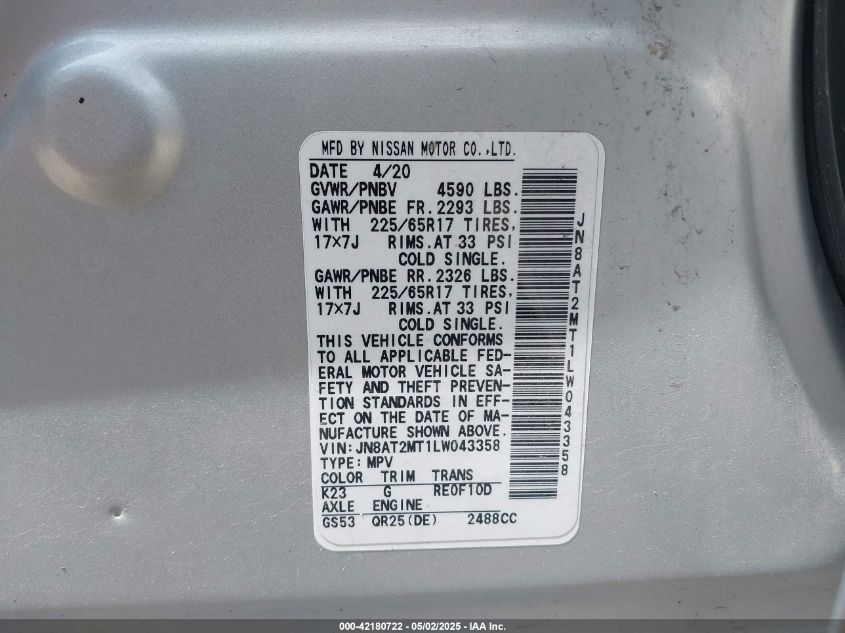 MFD BY NISSAN MOTOR CO.,LTD.
DATE 4/20
GVWR/PNBV 4590 LBS.
GAWR/PNBE FR. 2293 LBS.
WITH 225/65R17 TIRES,
17×7J RIMS. AT 33 PSI
COLD SINGLE.
GAWR/PNBE RR. 2326 LBS.
WITH 225/65R17 TIRES,
17×7J RIMS. AT 33 PSI
COLD SINGLE.
THIS VEHICLE CONFORMS
TO ALL APPLICABLE FED-
ERAL MOTOR VEHICLE SA-
FETY AND THEFT PREVEN-
TION STANDARDS IN EFF-
ECT ON THE DATE OF MA-
NUFACTURE SHOWN ABOVE.
VIN:JN8AT2MT1LW043358
TYPE:MPV
COLOR TRIM TRANS
K23 G RE0F10D
AXLE ENGINE
GS53 QR25(DE) 2488CC
JN8AT2MT1LW043358
000-42180722 - 05/02/2025 - IAA Inc.